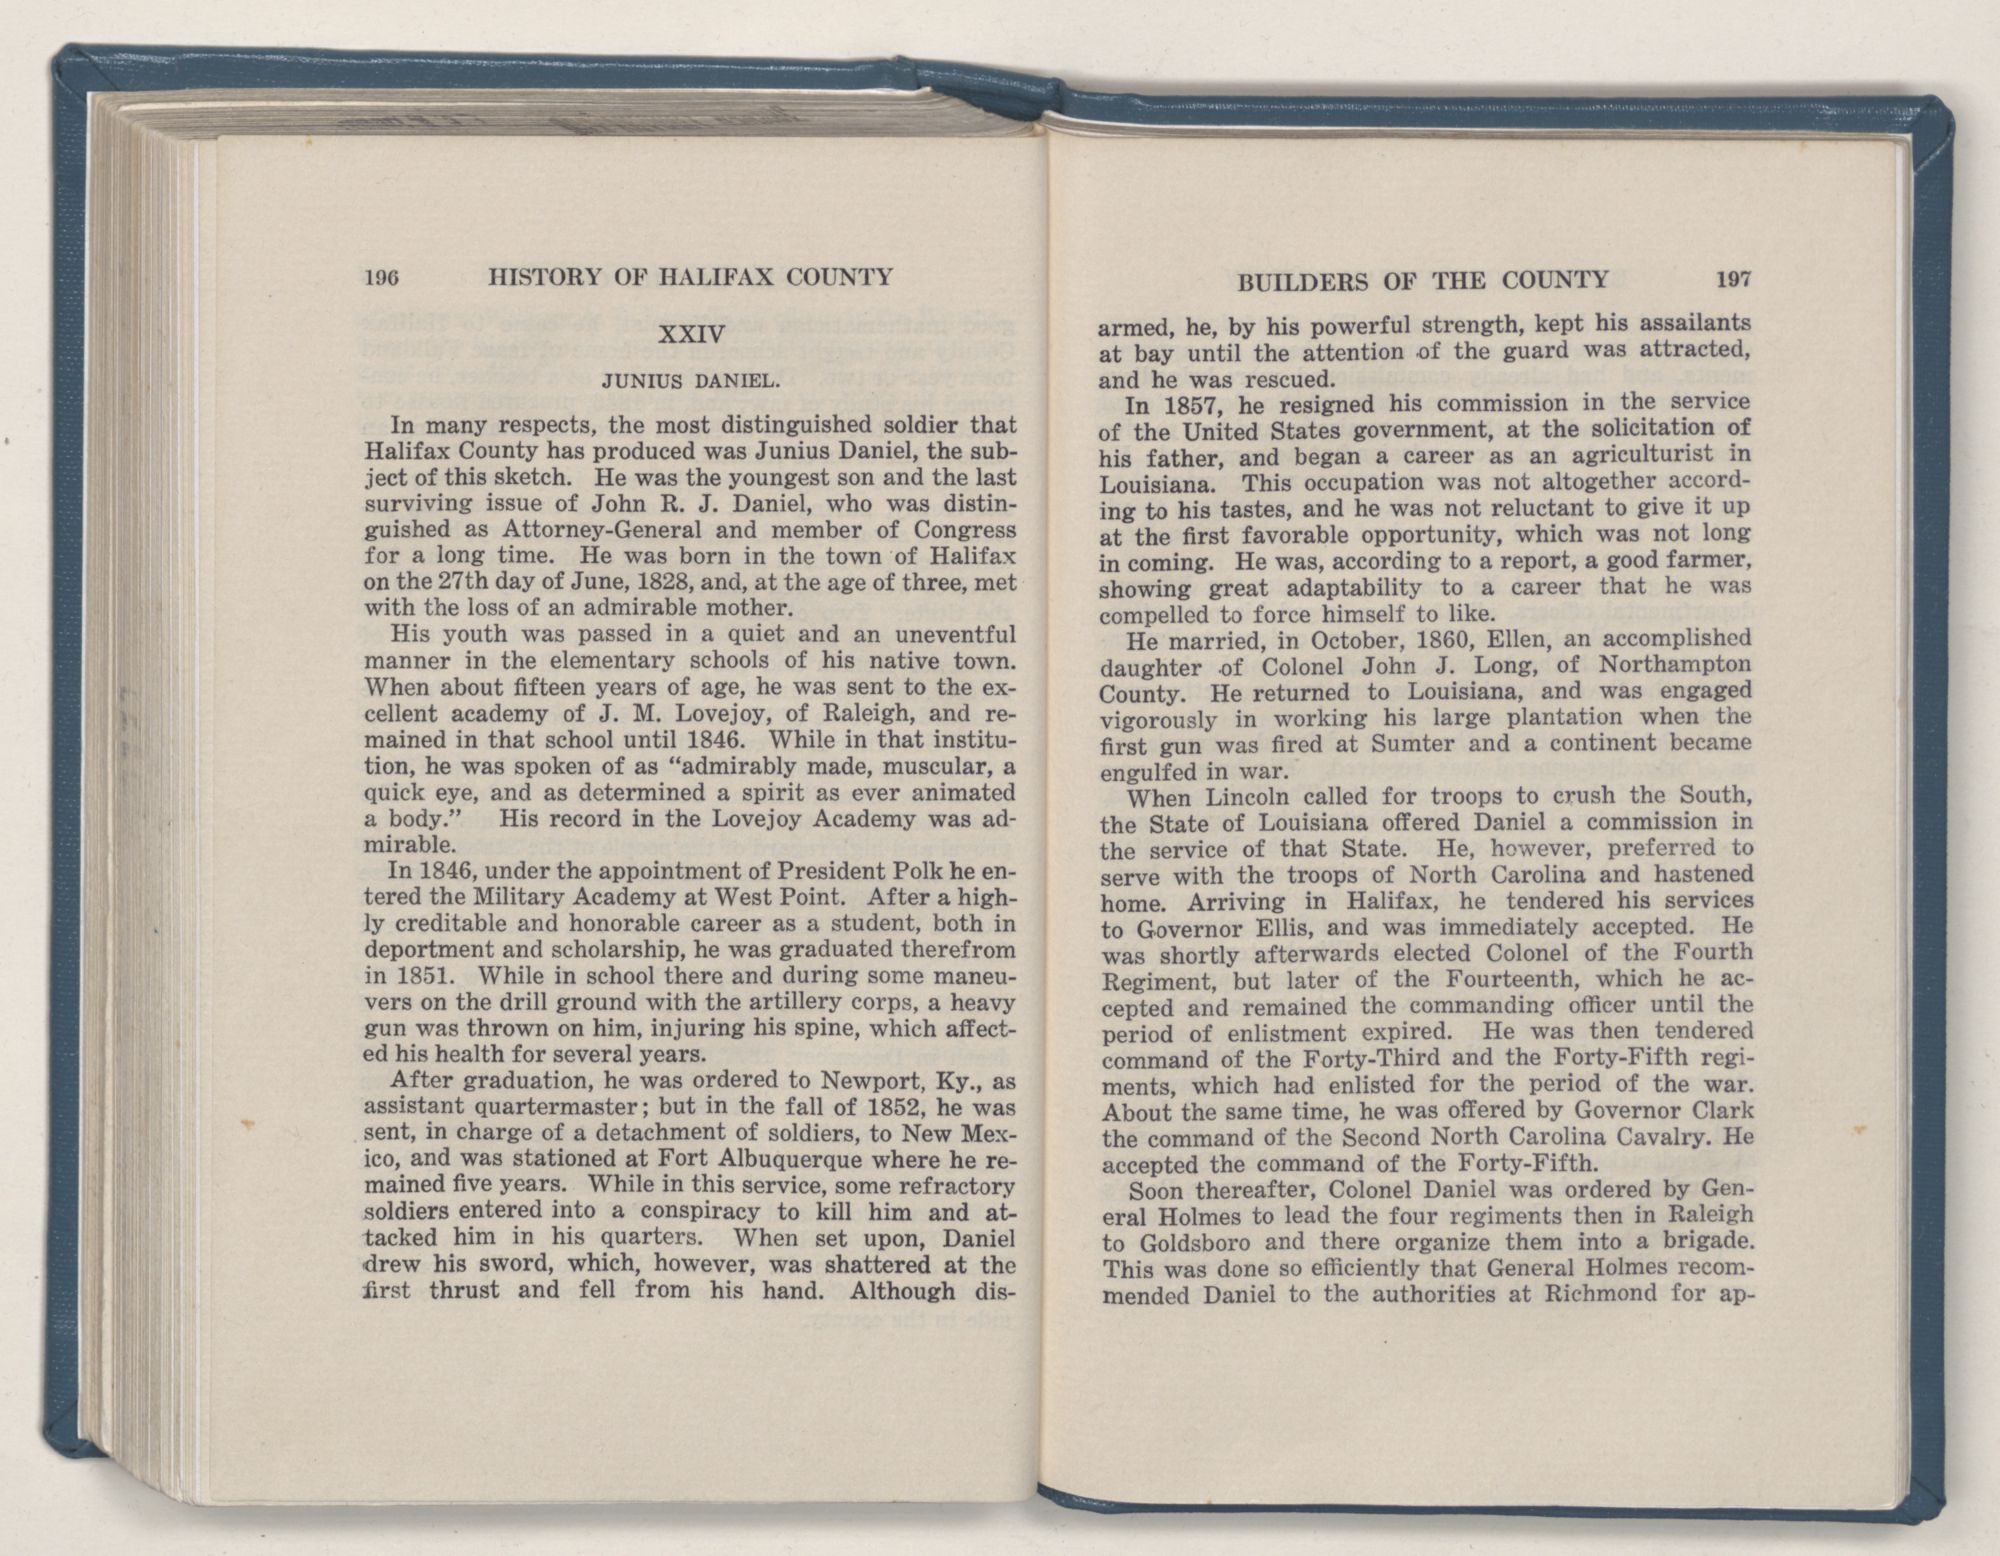 196 HISTORY OF HALIFAX COUNTY
XXIV
JUNIUS DANIEL.
In many respects, the most distinguished soldier that
Halifax County has produced was Junius Daniel, the sub-
ject of this sketch. He was the youngest son and the last
surviving issue of John R. J. Daniel, who was distin-
guished as Attorney-General and member of Congress
for a long time. He was born in the town of Halifax
on the 27th day of June, 1828, and, at the age of three, met
with the loss of an admirable mother.
His youth was passed in a quiet and an uneventful
manner in the elementary schools of his native town.
When about fifteen years of age, he was sent to the ex-
cellent academy of J. M. Lovejoy, of Raleigh, and re-
mained in that school until 1846. While in that institu-
tion, he was spoken of as "admirably made, muscular, a
quick eye, and as determined a spirit as ever animated
a body." His record in the Lovejoy Academy was ad-
mirable.
In 1846, under the appointment of President Polk he en-
tered the Military Academy at West Point. After a high-
ly creditable and honorable career as a student, both in
deportment and scholarship, he was graduated therefrom
in 1851. While in school there and during some maneu-
vers on the drill ground with the artillery corps, a heavy
gun was thrown on him, injuring his spine, which affect-
ed his health for several years.
After graduation, he was ordered to Newport, Ky., as
assistant quartermaster; but in the fall of 1852, he was
sent, in charge of a detachment of soldiers, to New Mex-
ico, and was stationed at Fort Albuquerque where he re-
mained five years. While in this service, some refractory
soldiers entered into a conspiracy to kill him and at-
tacked him in his quarters. When set upon, Daniel
drew his sword, which, however, was shattered at the
first thrust and fell from his hand. Although dis-
BUILDERS OF THE COUNTY 197
armed, he, by his powerful strength, kept his assailants
at bay until the attention of the guard was attracted,
and he was rescued.
In 1857, he resigned his commission in the service
of the United States government, at the solicitation of
his father, and began a career as an agriculturist in
Louisiana. This occupation was not altogether accord-
ing to his tastes, and he was not reluctant to give it up
at the first favorable opportunity, which was not long
in coming. He was, according to a report, a good farmer,
showing great adaptability to a career that he was
compelled to force himself to like.
He married, in October, 1860, Ellen, an accomplished
daughter of Colonel John J. Long, of Northampton
County. He returned to Louisiana, and was engaged
vigorously in working his large plantation when the
first gun was fired at Sumter and a continent became
engulfed in war.
When Lincoln called for troops to crush the South,
the State of Louisiana offered Daniel a commission in
the service of that State. He, however, preferred to
serve with the troops of North Carolina and hastened
home. Arriving in Halifax, he tendered his services
to Governor Ellis, and was immediately accepted. He
was shortly afterwards elected Colonel of the Fourth
Regiment, but later of the Fourteenth, which he ac-
cepted and remained the commanding officer until the
period of enlistment expired. He was then tendered
command of the Forty-Third and the Forty-Fifth regi-
ments, which had enlisted for the period of the war.
About the same time, he was offered by Governor Clark
the command of the Second North Carolina Cavalry. He
accepted the command of the Forty-Fifth.
Soon thereafter, Colonel Daniel was ordered by Gen-
eral Holmes to lead the four regiments then in Raleigh
to Goldsboro and there organize them into a brigade.
This was done so efficiently that General Holmes recom-
mended Daniel to the authorities at Richmond for ap-